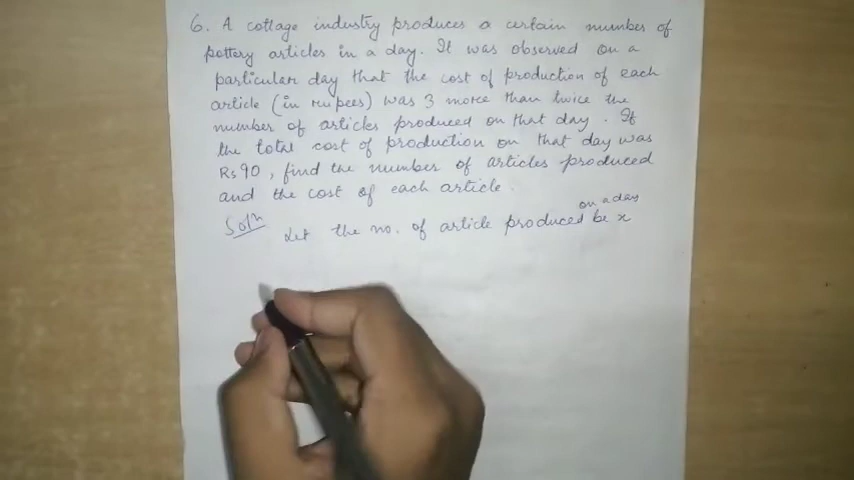 6. A cottage industry produces a certain number of
pottery articles in a day. It was observed on a
particular day that the cost of production of each
article (in rupees) was 3 more than twice the
number of articles produced on that day. If
the total cost of production on that day was
Rs 90, find the number of articles produced
and the cost of each article.
Solⁿ Let the no. of article produced on a day be x